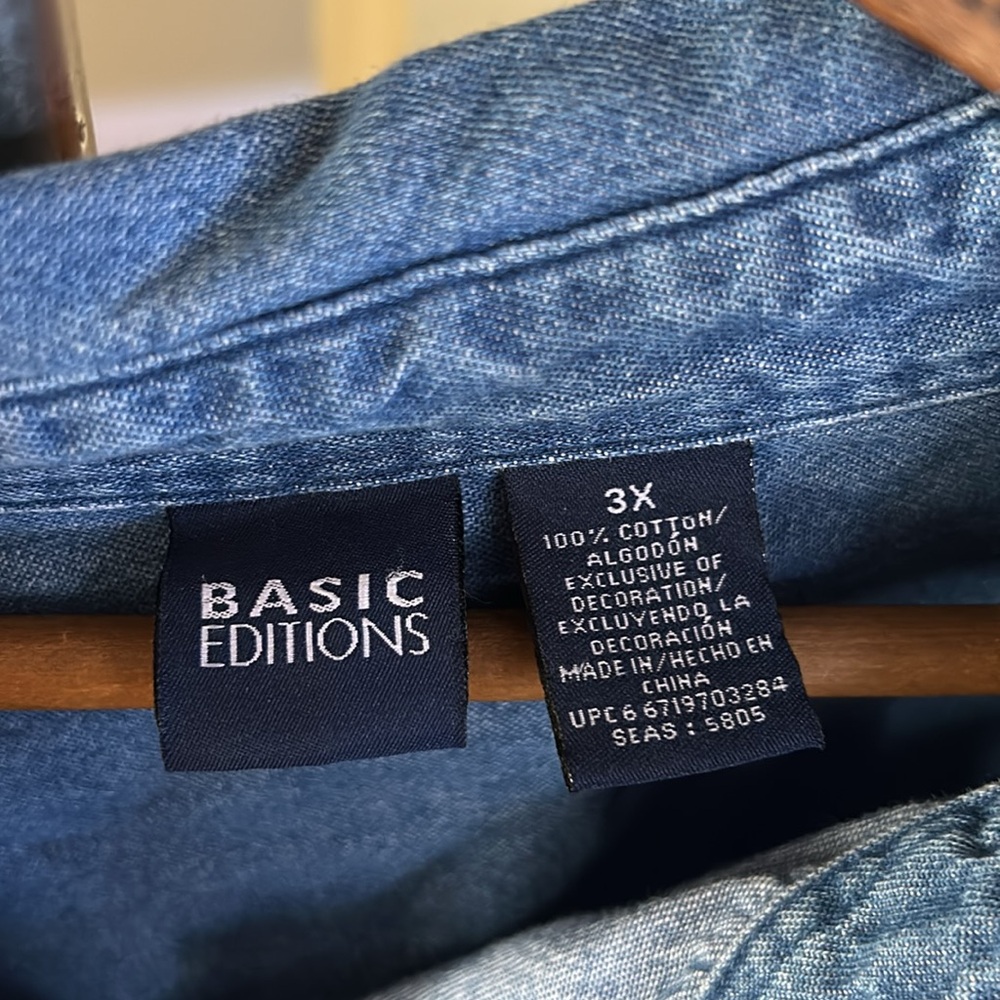 BASIC
EDITIONS
3X
100% COTTON/
ALGODÓN
EXCLUSIVE OF
DECORATION/
EXCLUYENDO LA
DECORACIÓN
MADE IN/HECHO EN
CHINA
UPC 6 6719703284
SEAS : 5805